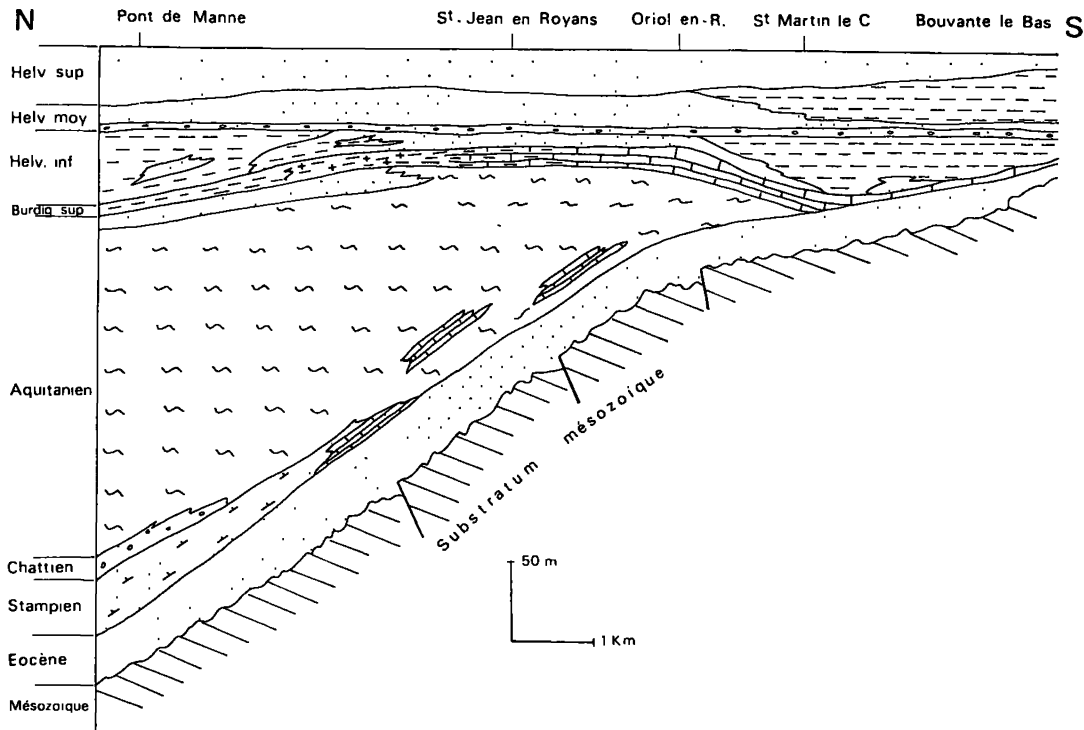 N
Pont de Manne
St. Jean en Royans
Oriol en-R.
St Martin le C
Bouvante le Bas
S
Helv sup
Helv moy
Helv. inf
Burdig sup
Aquitanien
Chattien
Stampien
Eocène
Mésozoique
Substratum mésozoique
50 m
1 Km